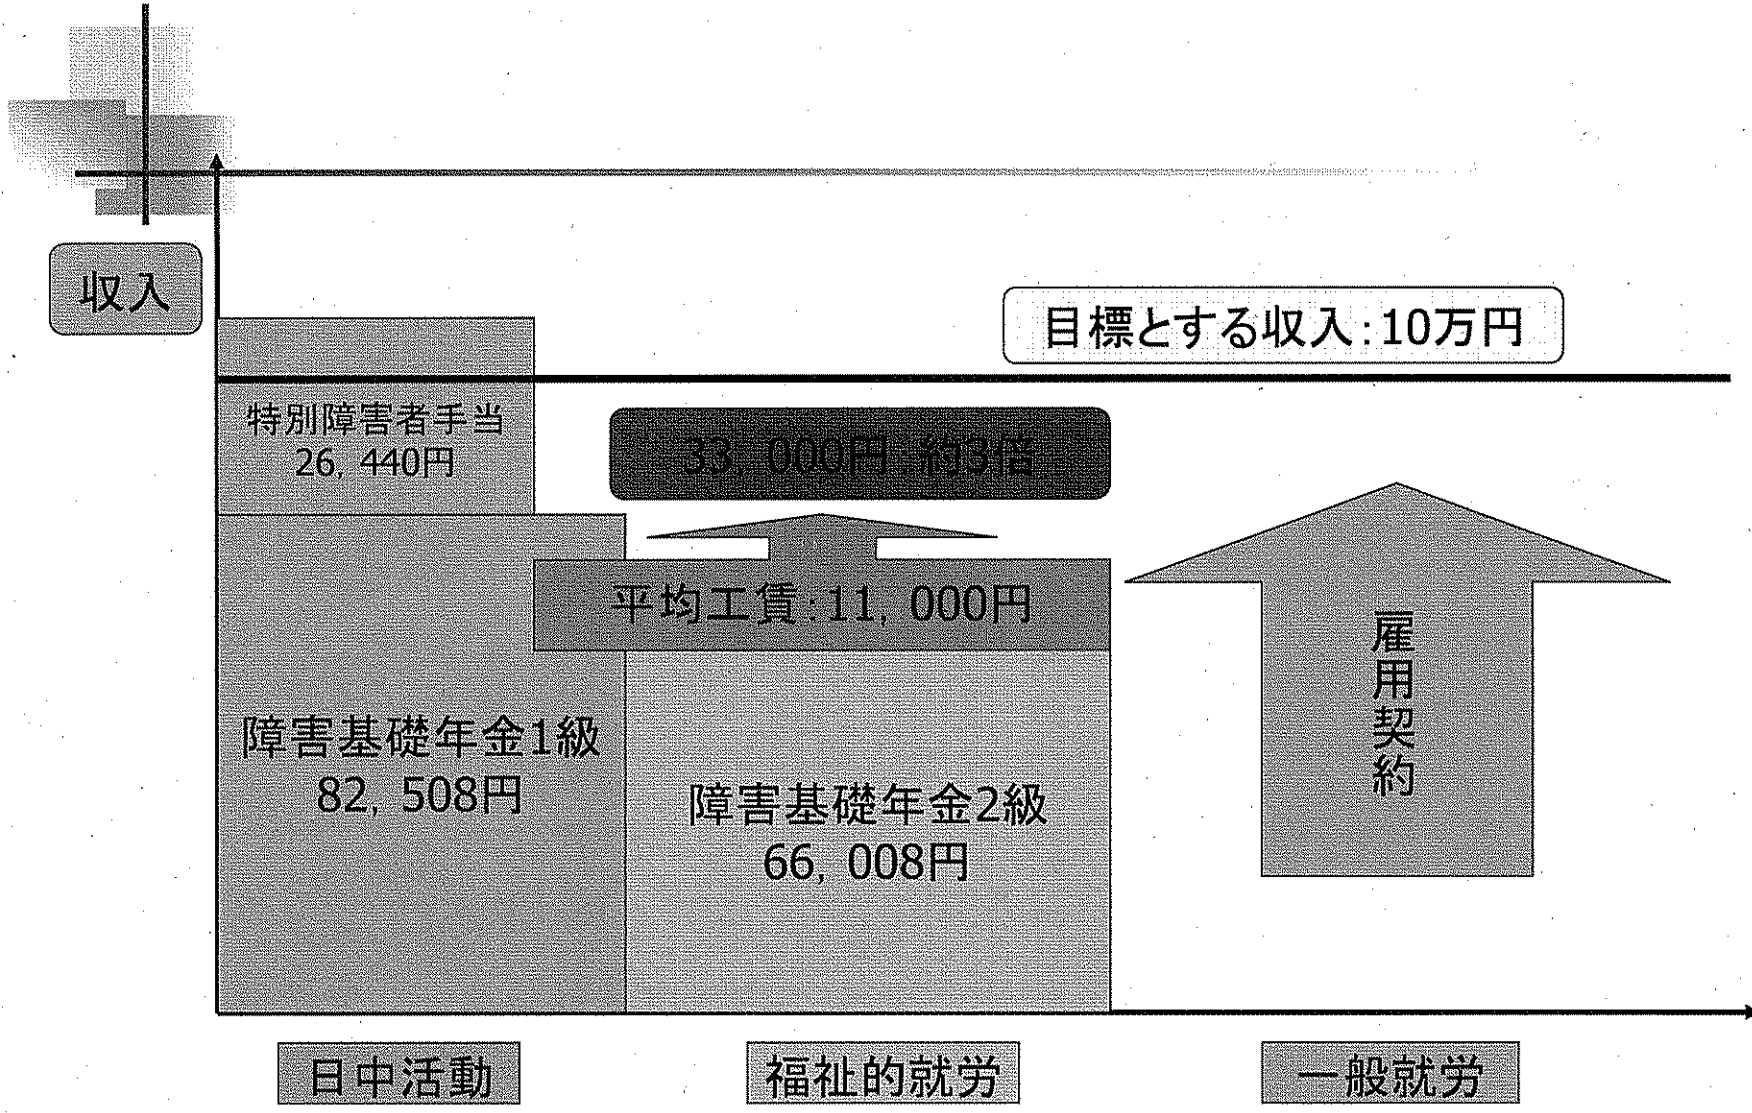 収入
目標とする収入:10万円
特別障害者手当
26,440円
33,000円:約3倍
平均工賃:11,000円
障害基礎年金1級
82,508円
障害基礎年金2級
66,008円
雇用契約
日中活動
福祉的就労
一般就労